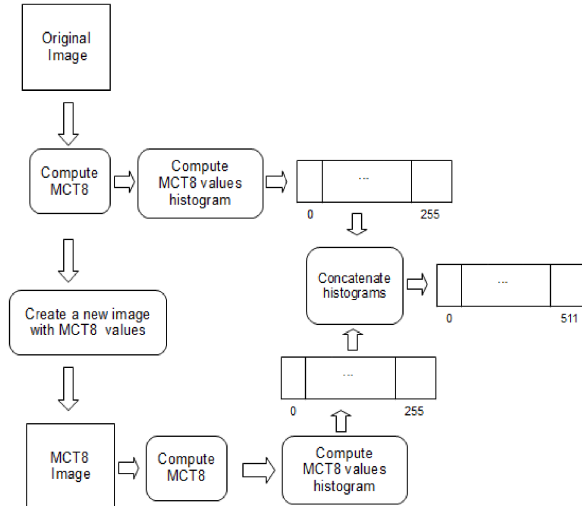 Original
Image
Compute
MCT8
Compute
MCT8 values
histogram
...
0 255
Concatenate
histograms
...
0 511
Create a new image
with MCT8 values
...
0 255
MCT8
Image
Compute
MCT8
Compute
MCT8 values
histogram